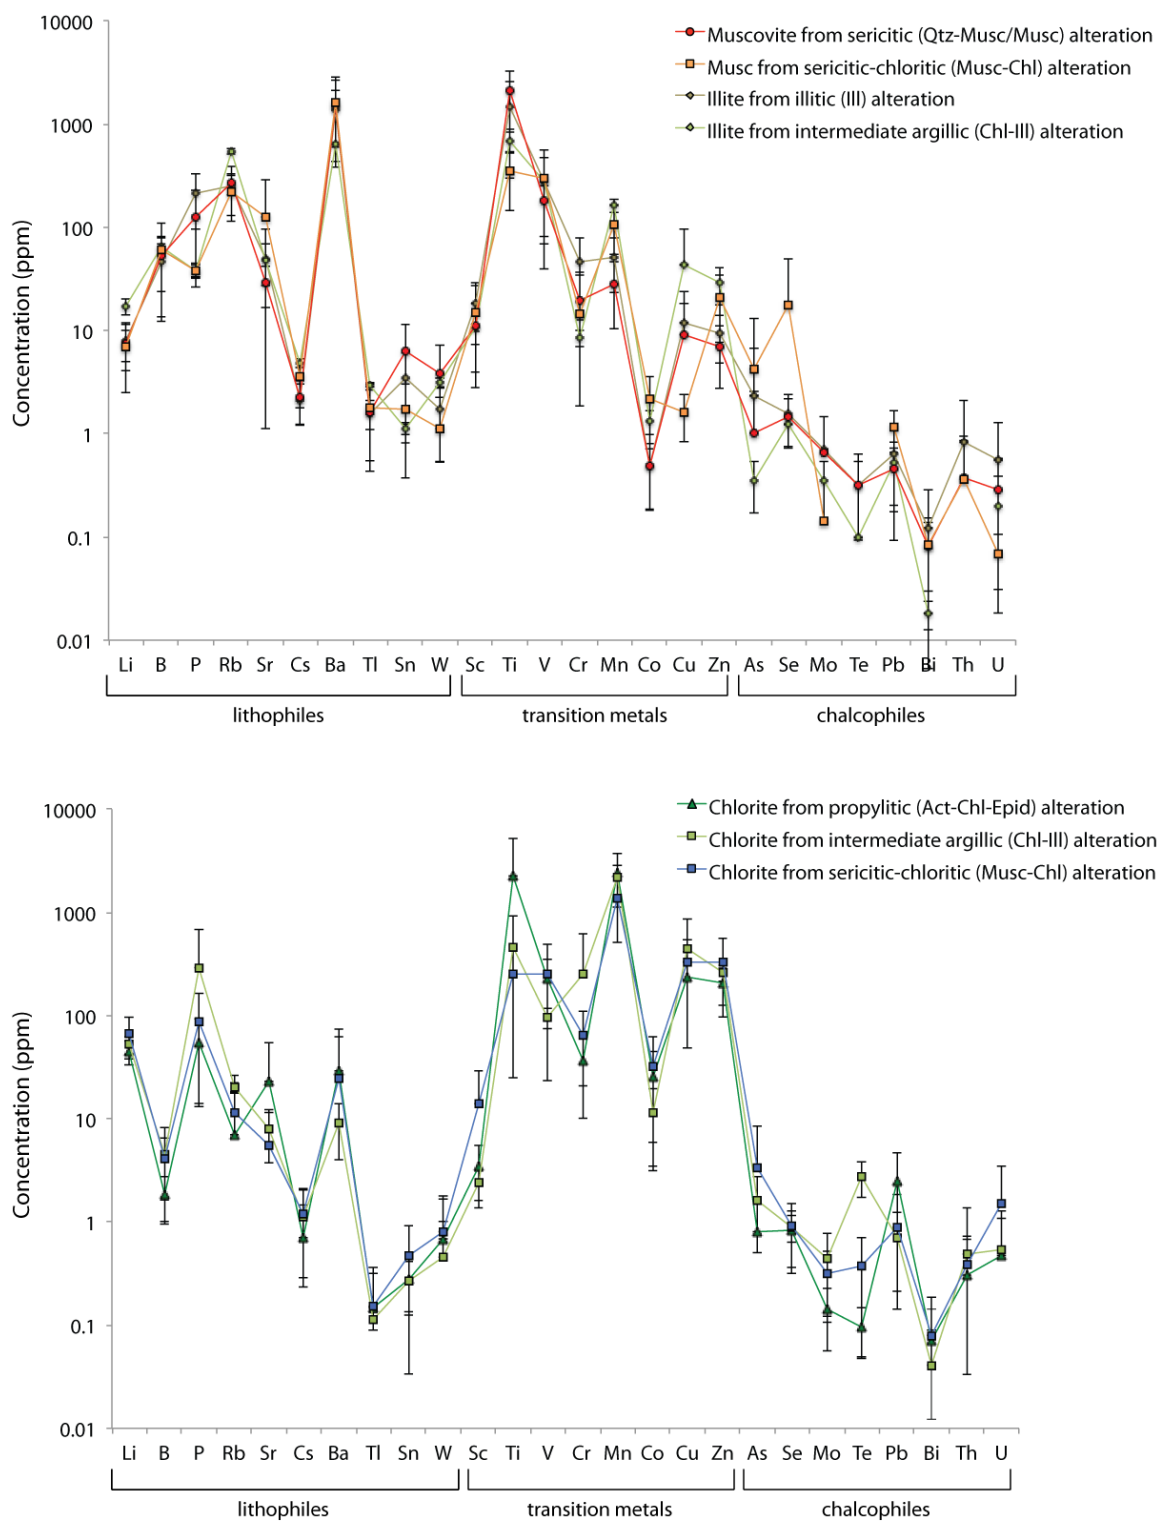 10000
1000
100
10
1
0.1
0.01
Concentration (ppm)
Muscovite from sericitic (Qtz-Musc/Musc) alteration
Musc from sericitic-chloritic (Musc-Chl) alteration
Illite from illitic (Ill) alteration
Illite from intermediate argillic (Chl-Ill) alteration
Li B P Rb Sr Cs Ba Tl Sn W Sc Ti V Cr Mn Co Cu Zn As Se Mo Te Pb Bi Th U
lithophiles transition metals chalcophiles
10000
1000
100
10
1
0.1
0.01
Concentration (ppm)
Chlorite from propylitic (Act-Chl-Epid) alteration
Chlorite from intermediate argillic (Chl-Ill) alteration
Chlorite from sericitic-chloritic (Musc-Chl) alteration
Li B P Rb Sr Cs Ba Tl Sn W Sc Ti V Cr Mn Co Cu Zn As Se Mo Te Pb Bi Th U
lithophiles transition metals chalcophiles